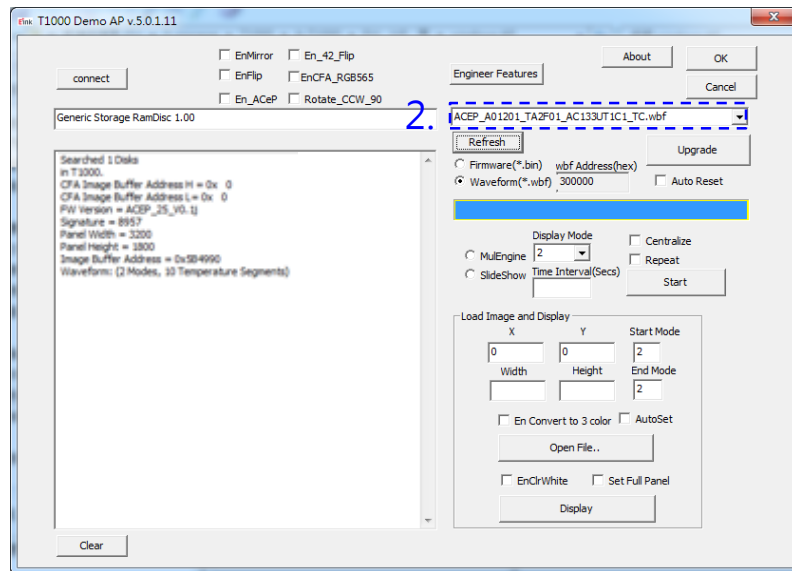 Eink T1000 Demo AP v.5.0.1.11
EnMirror En_42_Flip
EnFlip EnCFA_RGB565
En_ACeP Rotate_CCW_90
connect
Engineer Features
About
OK
Cancel
Generic Storage RamDisc 1.00
2.
ACEP_A01201_TA2F01_AC133UT1C1_TC.wbf
Refresh
Upgrade
Firmware(*.bin) wbf Address(hex)
Waveform(*.wbf) 300000
Auto Reset
Searched 1 Disks
in T1000.
CFA Image Buffer Address H = 0x 0
CFA Image Buffer Address L = 0x 0
FW Version = ACEP_25_V0.1j
Signature = 8957
Panel Width = 3200
Panel Height = 1800
Image Buffer Address = 0x5B4990
Waveform: (2 Modes, 10 Temperature Segments)
Display Mode
MulEngine 2
Centralize
Repeat
SlideShow Time Interval(Secs)
Start
Load Image and Display
X Y Start Mode
0 0 2
Width Height End Mode
2
En Convert to 3 color AutoSet
Open File..
EnClrWhite Set Full Panel
Display
Clear